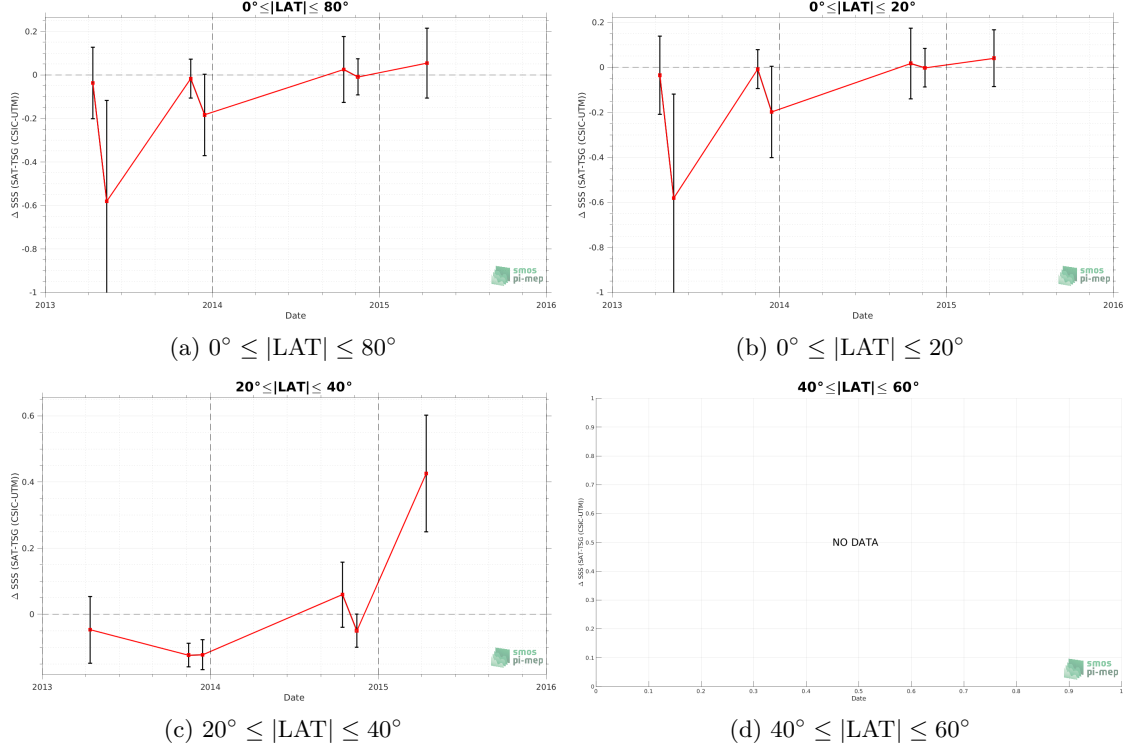 0°≤|LAT|≤ 80°
Δ SSS (SAT-TSG (CSIC-UTM))
0.2
0
-0.2
-0.4
-0.6
-0.8
-1
2013
2014
2015
2016
Date
smos
pi-mep
(a) 0° ≤ |LAT| ≤ 80°
0°≤|LAT|≤ 20°
Δ SSS (SAT-TSG (CSIC-UTM))
0.2
0
-0.2
-0.4
-0.6
-0.8
-1
2013
2014
2015
2016
Date
smos
pi-mep
(b) 0° ≤ |LAT| ≤ 20°
20°≤|LAT|≤ 40°
Δ SSS (SAT-TSG (CSIC-UTM))
0.6
0.4
0.2
0
2013
2014
2015
2016
Date
smos
pi-mep
(c) 20° ≤ |LAT| ≤ 40°
40°≤|LAT|≤ 60°
Δ SSS (SAT-TSG (CSIC-UTM))
1
0.9
0.8
0.7
0.6
0.5
0.4
0.3
0.2
0.1
0
NO DATA
0
0.1
0.2
0.3
0.4
0.5
0.6
0.7
0.8
0.9
1
Date
smos
pi-mep
(d) 40° ≤ |LAT| ≤ 60°